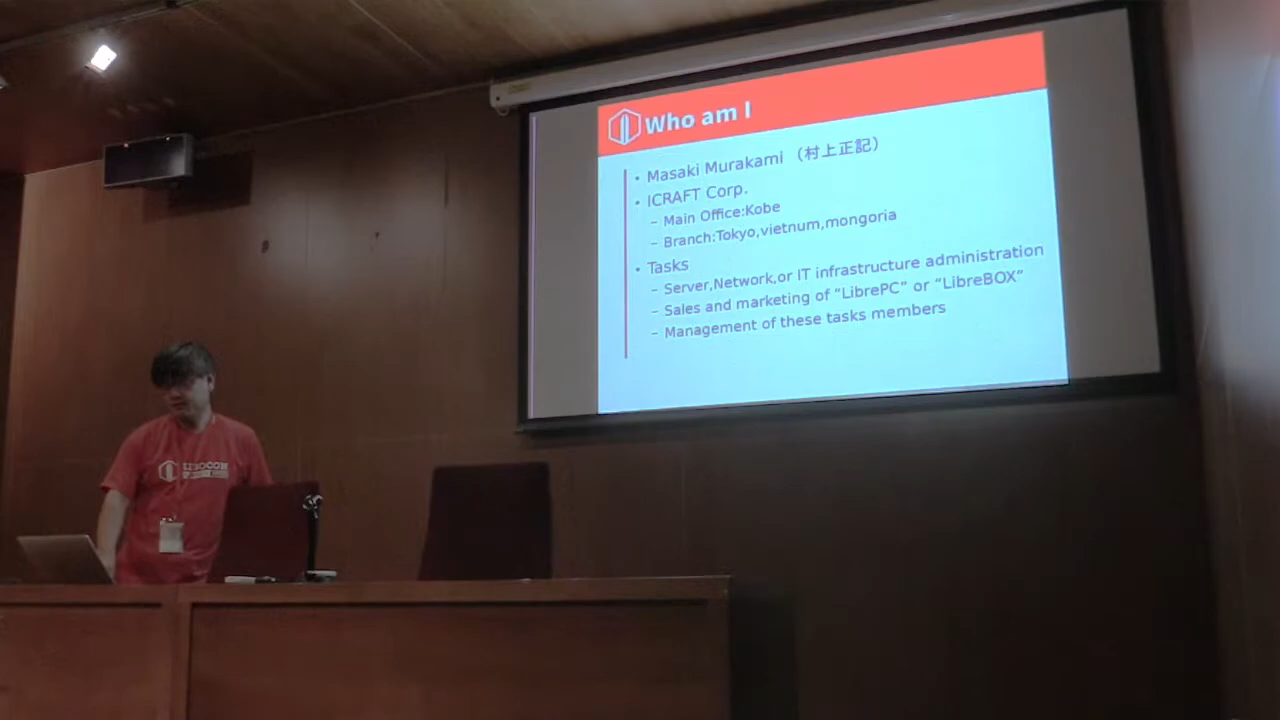 Who am I
• Masaki Murakami （村上正記）
• ICRAFT Corp.
– Main Office:Kobe
– Branch:Tokyo,vietnum,mongoria
• Tasks
– Server,Network,or IT infrastructure administration
– Sales and marketing of “LibrePC” or “LibreBOX”
– Management of these tasks members